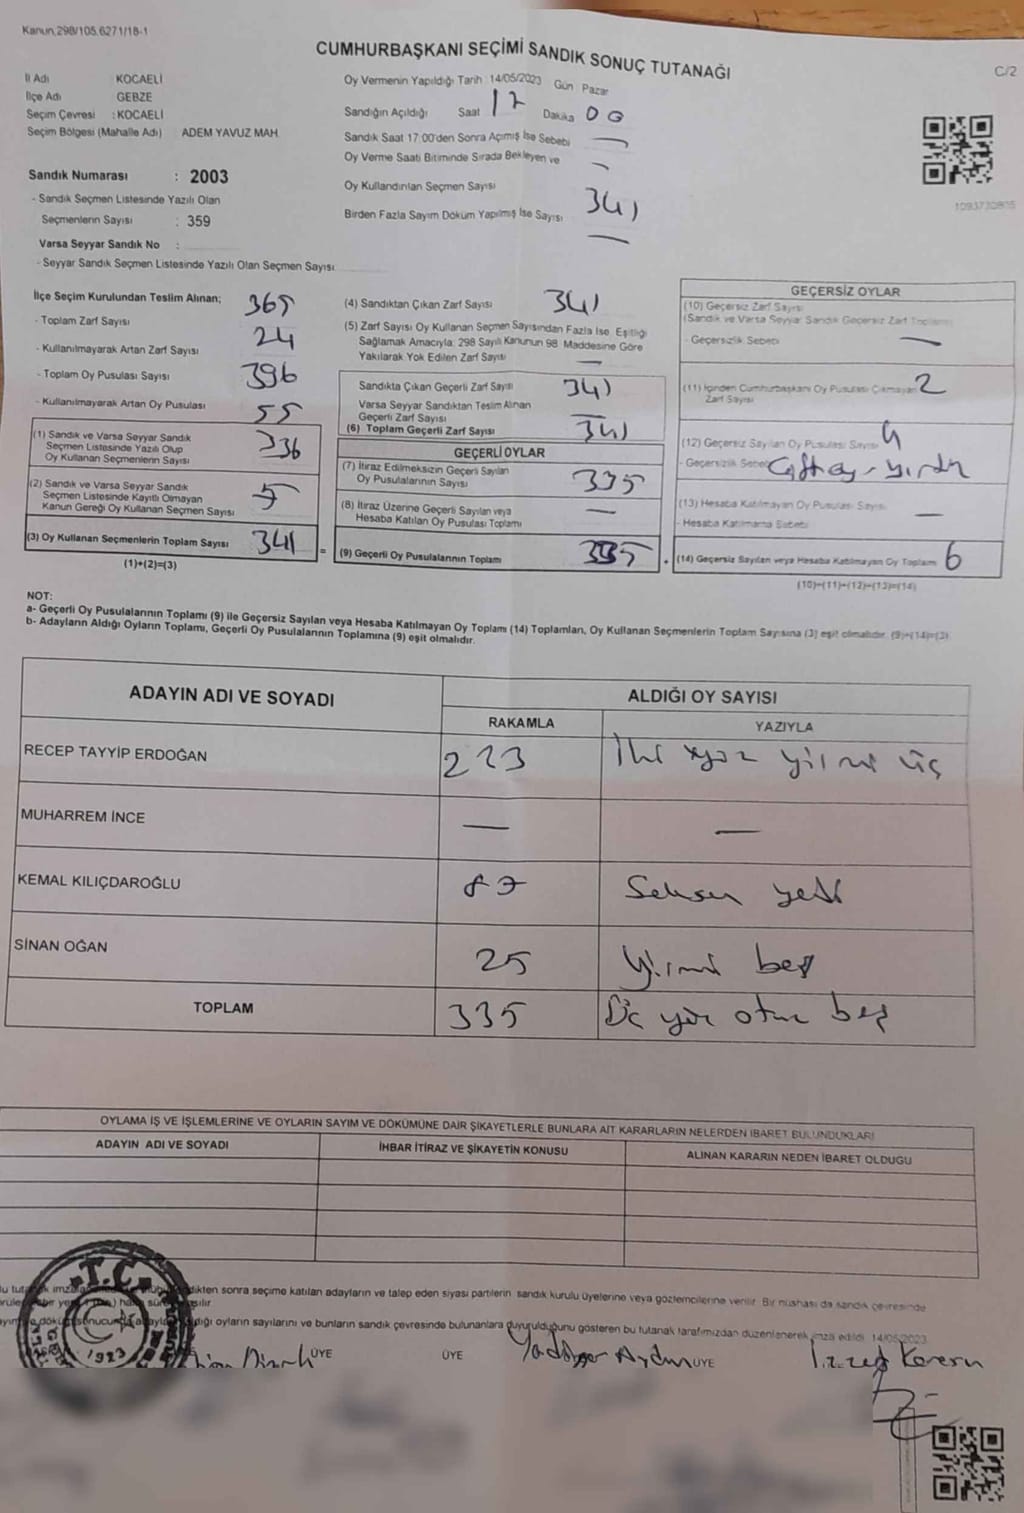 Kanun.298/105.6271/18-1
CUMHURBAŞKANI SEÇİMİ SANDIK SONUÇ TUTANAĞI
C/2
İl Adı : KOCAELİ
İlçe Adı GEBZE
Seçim Çevresi : KOCAELİ
Seçim Bölgesi (Mahalle Adı) ADEM YAVUZ MAH.
Sandık Numarası : 2003
- Sandık Seçmen Listesinde Yazılı Olan
Seçmenlerin Sayısı : 359
Varsa Seyyar Sandık No :
- Seyyar Sandık Seçmen Listesinde Yazılı Olan Seçmen Sayısı:
Oy Vermenin Yapıldığı Tarih 14/05/2023 Gün Pazar
Sandığın Açıldığı Saat 17 Dakika 00
Sandık Saat 17:00'den Sonra Açımış İse Sebebi —
Oy Verme Saati Bitiminde Sırada Bekleyen ve —
Oy Kullandırılan Seçmen Sayısı 341
Birden Fazla Sayım Döküm Yapılmış İse Sayısı —
1093730805
İlçe Seçim Kurulundan Teslim Alınan;
- Toplam Zarf Sayısı 365
- Kullanılmayarak Artan Zarf Sayısı 24
- Toplam Oy Pusulası Sayısı 396
- Kullanılmayarak Artan Oy Pusulası 55
(1) Sandık ve Varsa Seyyar Sandık
Seçmen Listesinde Yazılı Olup
Oy Kullanan Seçmenlerin Sayısı 336
(2) Sandık ve Varsa Seyyar Sandık
Seçmen Listesinde Kayıtlı Olmayan
Kanun Gereği Oy Kullanan Seçmen Sayısı 5
(3) Oy Kullanan Seçmenlerin Toplam Sayısı 341 =
(1)+(2)=(3)
(4) Sandıktan Çıkan Zarf Sayısı 341
(5) Zarf Sayısı Oy Kullanan Seçmen Sayısından Fazla İse, Eşitliği
Sağlamak Amacıyla; 298 Sayılı Kanunun 98. Maddesine Göre
Yakılarak Yok Edilen Zarf Sayısı —
Sandıkta Çıkan Geçerli Zarf Sayısı 341
Varsa Seyyar Sandıktan Teslim Alınan
Geçerli Zarf Sayısı —
(6) Toplam Geçerli Zarf Sayısı 341
GEÇERLİ OYLAR
(7) İtiraz Edilmeksizin Geçerli Sayılan
Oy Pusulalarının Sayısı 335
(8) İtiraz Üzerine Geçerli Sayılan veya
Hesaba Katılan Oy Pusulası Toplamı —
(9) Geçerli Oy Pusulalarının Toplamı 335 +
GEÇERSİZ OYLAR
(10) Geçersiz Zarf Sayısı
(Sandık ve Varsa Seyyar Sandık Geçersiz Zarf Toplamı)
- Geçersizlik Sebebi —
(11) İçinden Cumhurbaşkanı Oy Pusulası Çıkmayan 2
Zarf Sayısı
(12) Geçersiz Sayılan Oy Pusulası Sayısı 4
- Geçersizlik Sebebi Çift oy - yırtık
(13) Hesaba Katılmayan Oy Pusulası Sayısı —
- Hesaba Katılmama Sebebi
(14) Geçersiz Sayılan veya Hesaba Katılmayan Oy Toplamı 6
(10)+(11)+(12)+(13)=(14)
NOT:
a- Geçerli Oy Pusulalarının Toplamı (9) ile Geçersiz Sayılan veya Hesaba Katılmayan Oy Toplamı (14) Toplamları, Oy Kullanan Seçmenlerin Toplam Sayısına (3) eşit olmalıdır. (9)+(14)=(3)
b- Adayların Aldığı Oyların Toplamı, Geçerli Oy Pusulalarının Toplamına (9) eşit olmalıdır.
ADAYIN ADI VE SOYADI ALDIĞI OY SAYISI
RAKAMLA YAZIYLA
RECEP TAYYİP ERDOĞAN 223 İki yüz yirmi üç
MUHARREM İNCE — —
KEMAL KILIÇDAROĞLU 87 Seksen yedi
SİNAN OĞAN 25 Yirmi beş
TOPLAM 335 Üç yüz otuz beş
OYLAMA İŞ VE İŞLEMLERİNE VE OYLARIN SAYIM VE DÖKÜMÜNE DAİR ŞİKAYETLERLE BUNLARA AİT KARARLARIN NELERDEN İBARET BULUNDUKLARI
ADAYIN ADI VE SOYADI İHBAR İTİRAZ VE ŞİKAYETİN KONUSU ALINAN KARARIN NEDEN İBARET OLDUĞU
dikten sonra seçime katılan adayların ve talep eden siyasi partilerin sandık kurulu üyelerine veya gözlemcilerine verilir. Bir nüshası da sandık çevresinde
dığı oyların sayılarını ve bunların sandık çevresinde bulunanlara duyurulduğunu gösteren bu tutanak tarafımızdan düzenlenerek imza edildi. 14/05/2023
T.C.
1923
ÜYE ÜYE Yadigar Aydın ÜYE